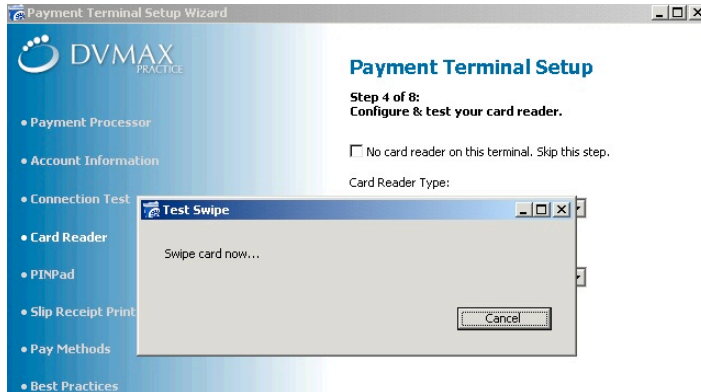 Payment Terminal Setup Wizard
DVMAX
PRACTICE
• Payment Processor
• Account Information
• Connection Test
• Card Reader
• PINPad
• Slip Receipt Print
• Pay Methods
• Best Practices
Payment Terminal Setup
Step 4 of 8:
Configure & test your card reader.
No card reader on this terminal. Skip this step.
Card Reader Type:
Test Swipe
Swipe card now...
Cancel